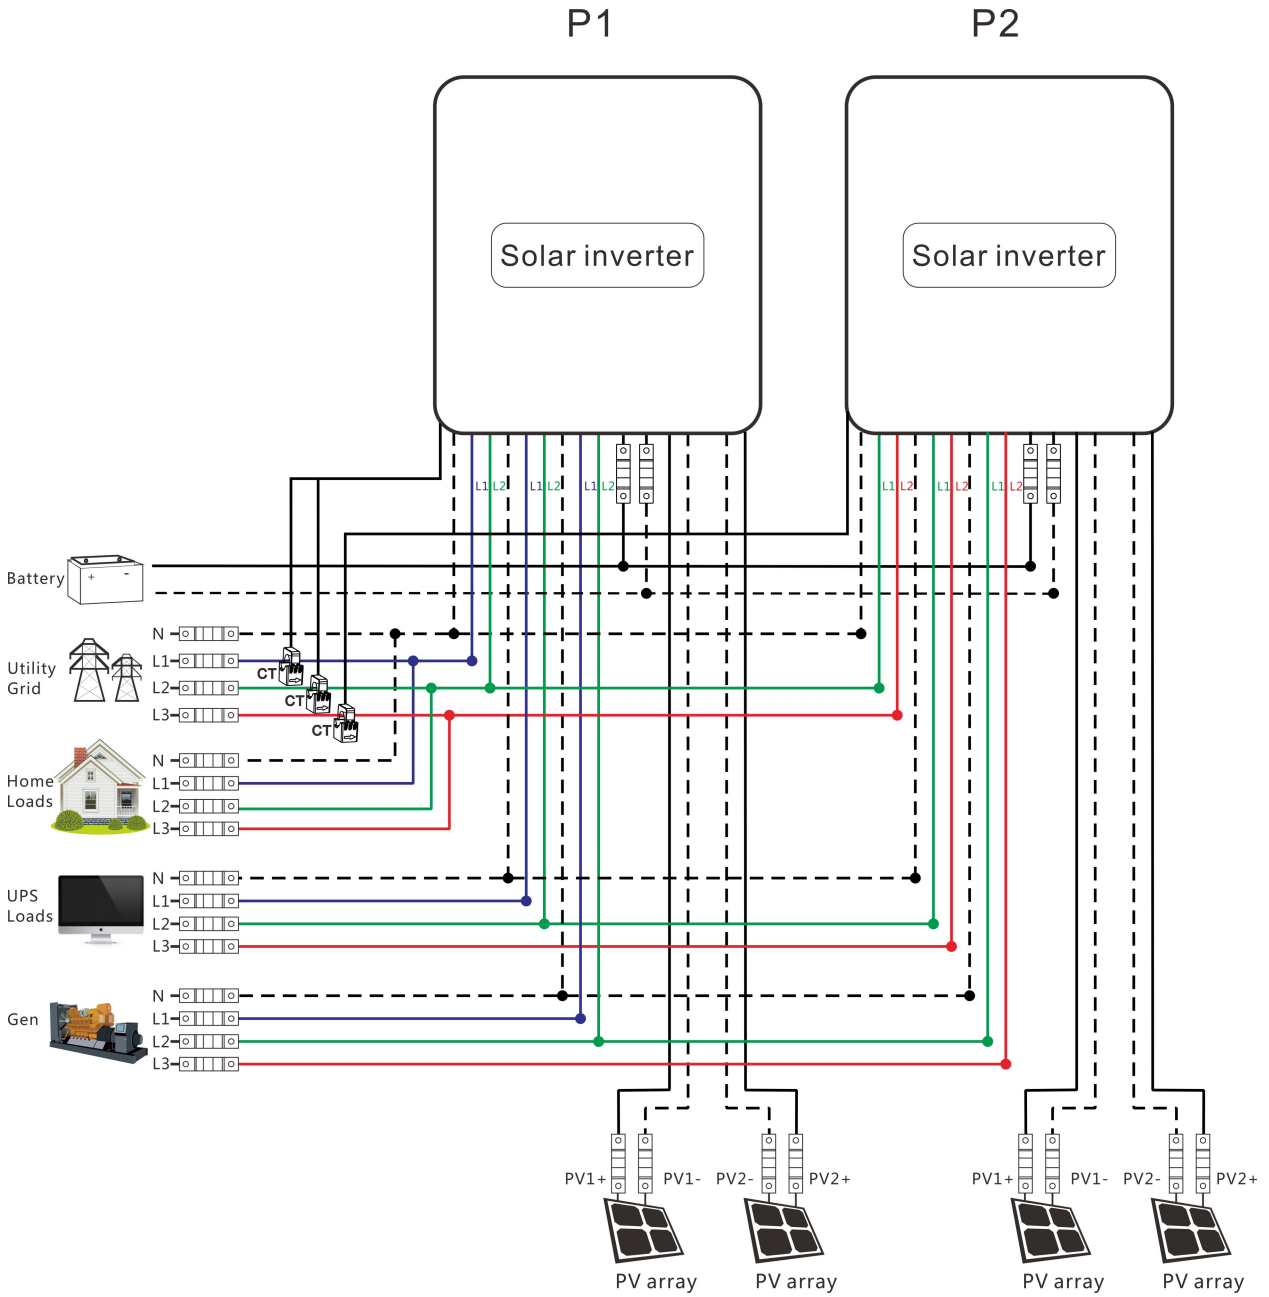 P1 P2
Solar inverter Solar inverter
L1 L2 L1 L2 L1 L2 L1 L2 L1 L2 L1 L2
Battery + -
N
Utility
Grid
L1
CT
L2
CT
L3
CT
N
Home
Loads
L1
L2
L3
N
UPS
Loads
L1
L2
L3
N
Gen
L1
L2
L3
PV1+ PV1- PV2- PV2+ PV1+ PV1- PV2- PV2+
PV array PV array PV array PV array